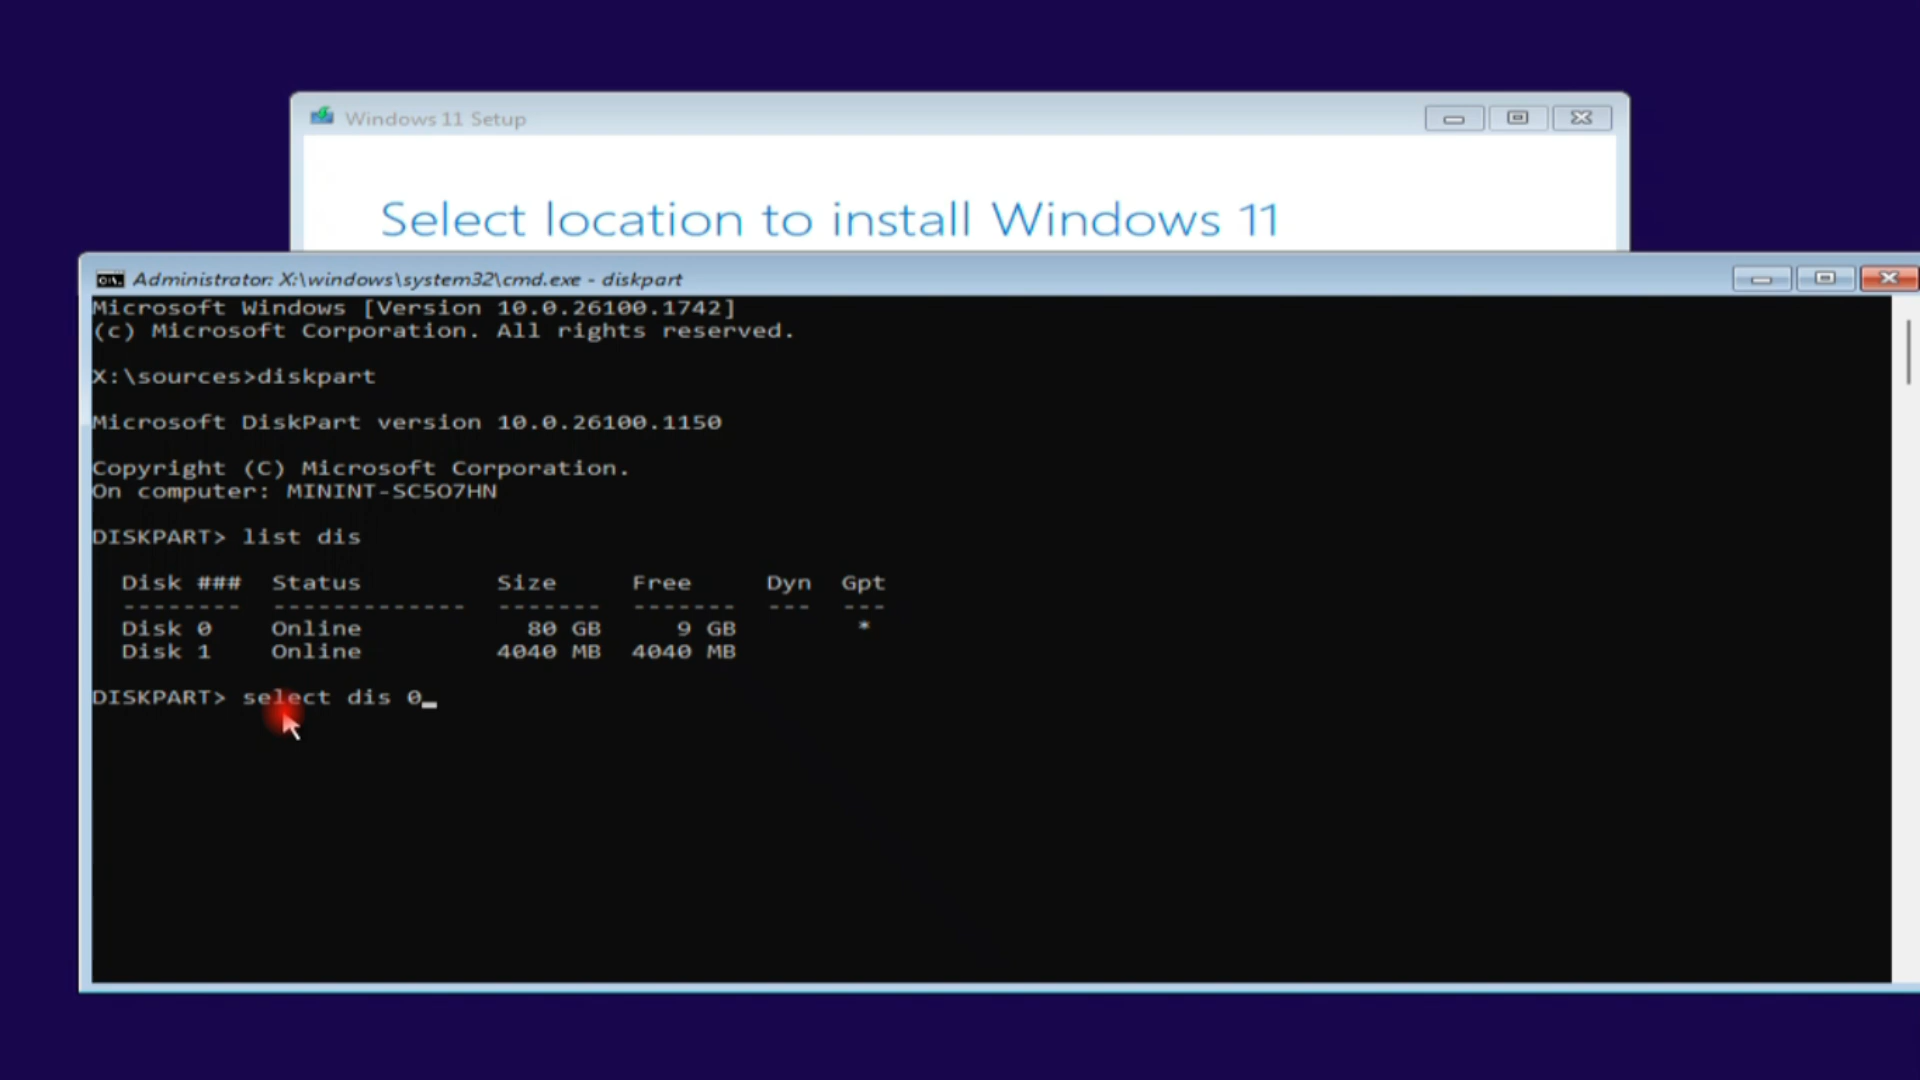 Windows 11 Setup
Select location to install Windows 11
Administrator: X:\windows\system32\cmd.exe - diskpart
Microsoft Windows [Version 10.0.26100.1742]
(c) Microsoft Corporation. All rights reserved.
X:\sources>diskpart
Microsoft DiskPart version 10.0.26100.1150
Copyright (C) Microsoft Corporation.
On computer: MININT-SC5O7HN
DISKPART> list dis
Disk ### Status Size Free Dyn Gpt
-------- ------------- ------- ------- --- ---
Disk 0 Online 80 GB 9 GB *
Disk 1 Online 4040 MB 4040 MB
DISKPART> select dis 0_